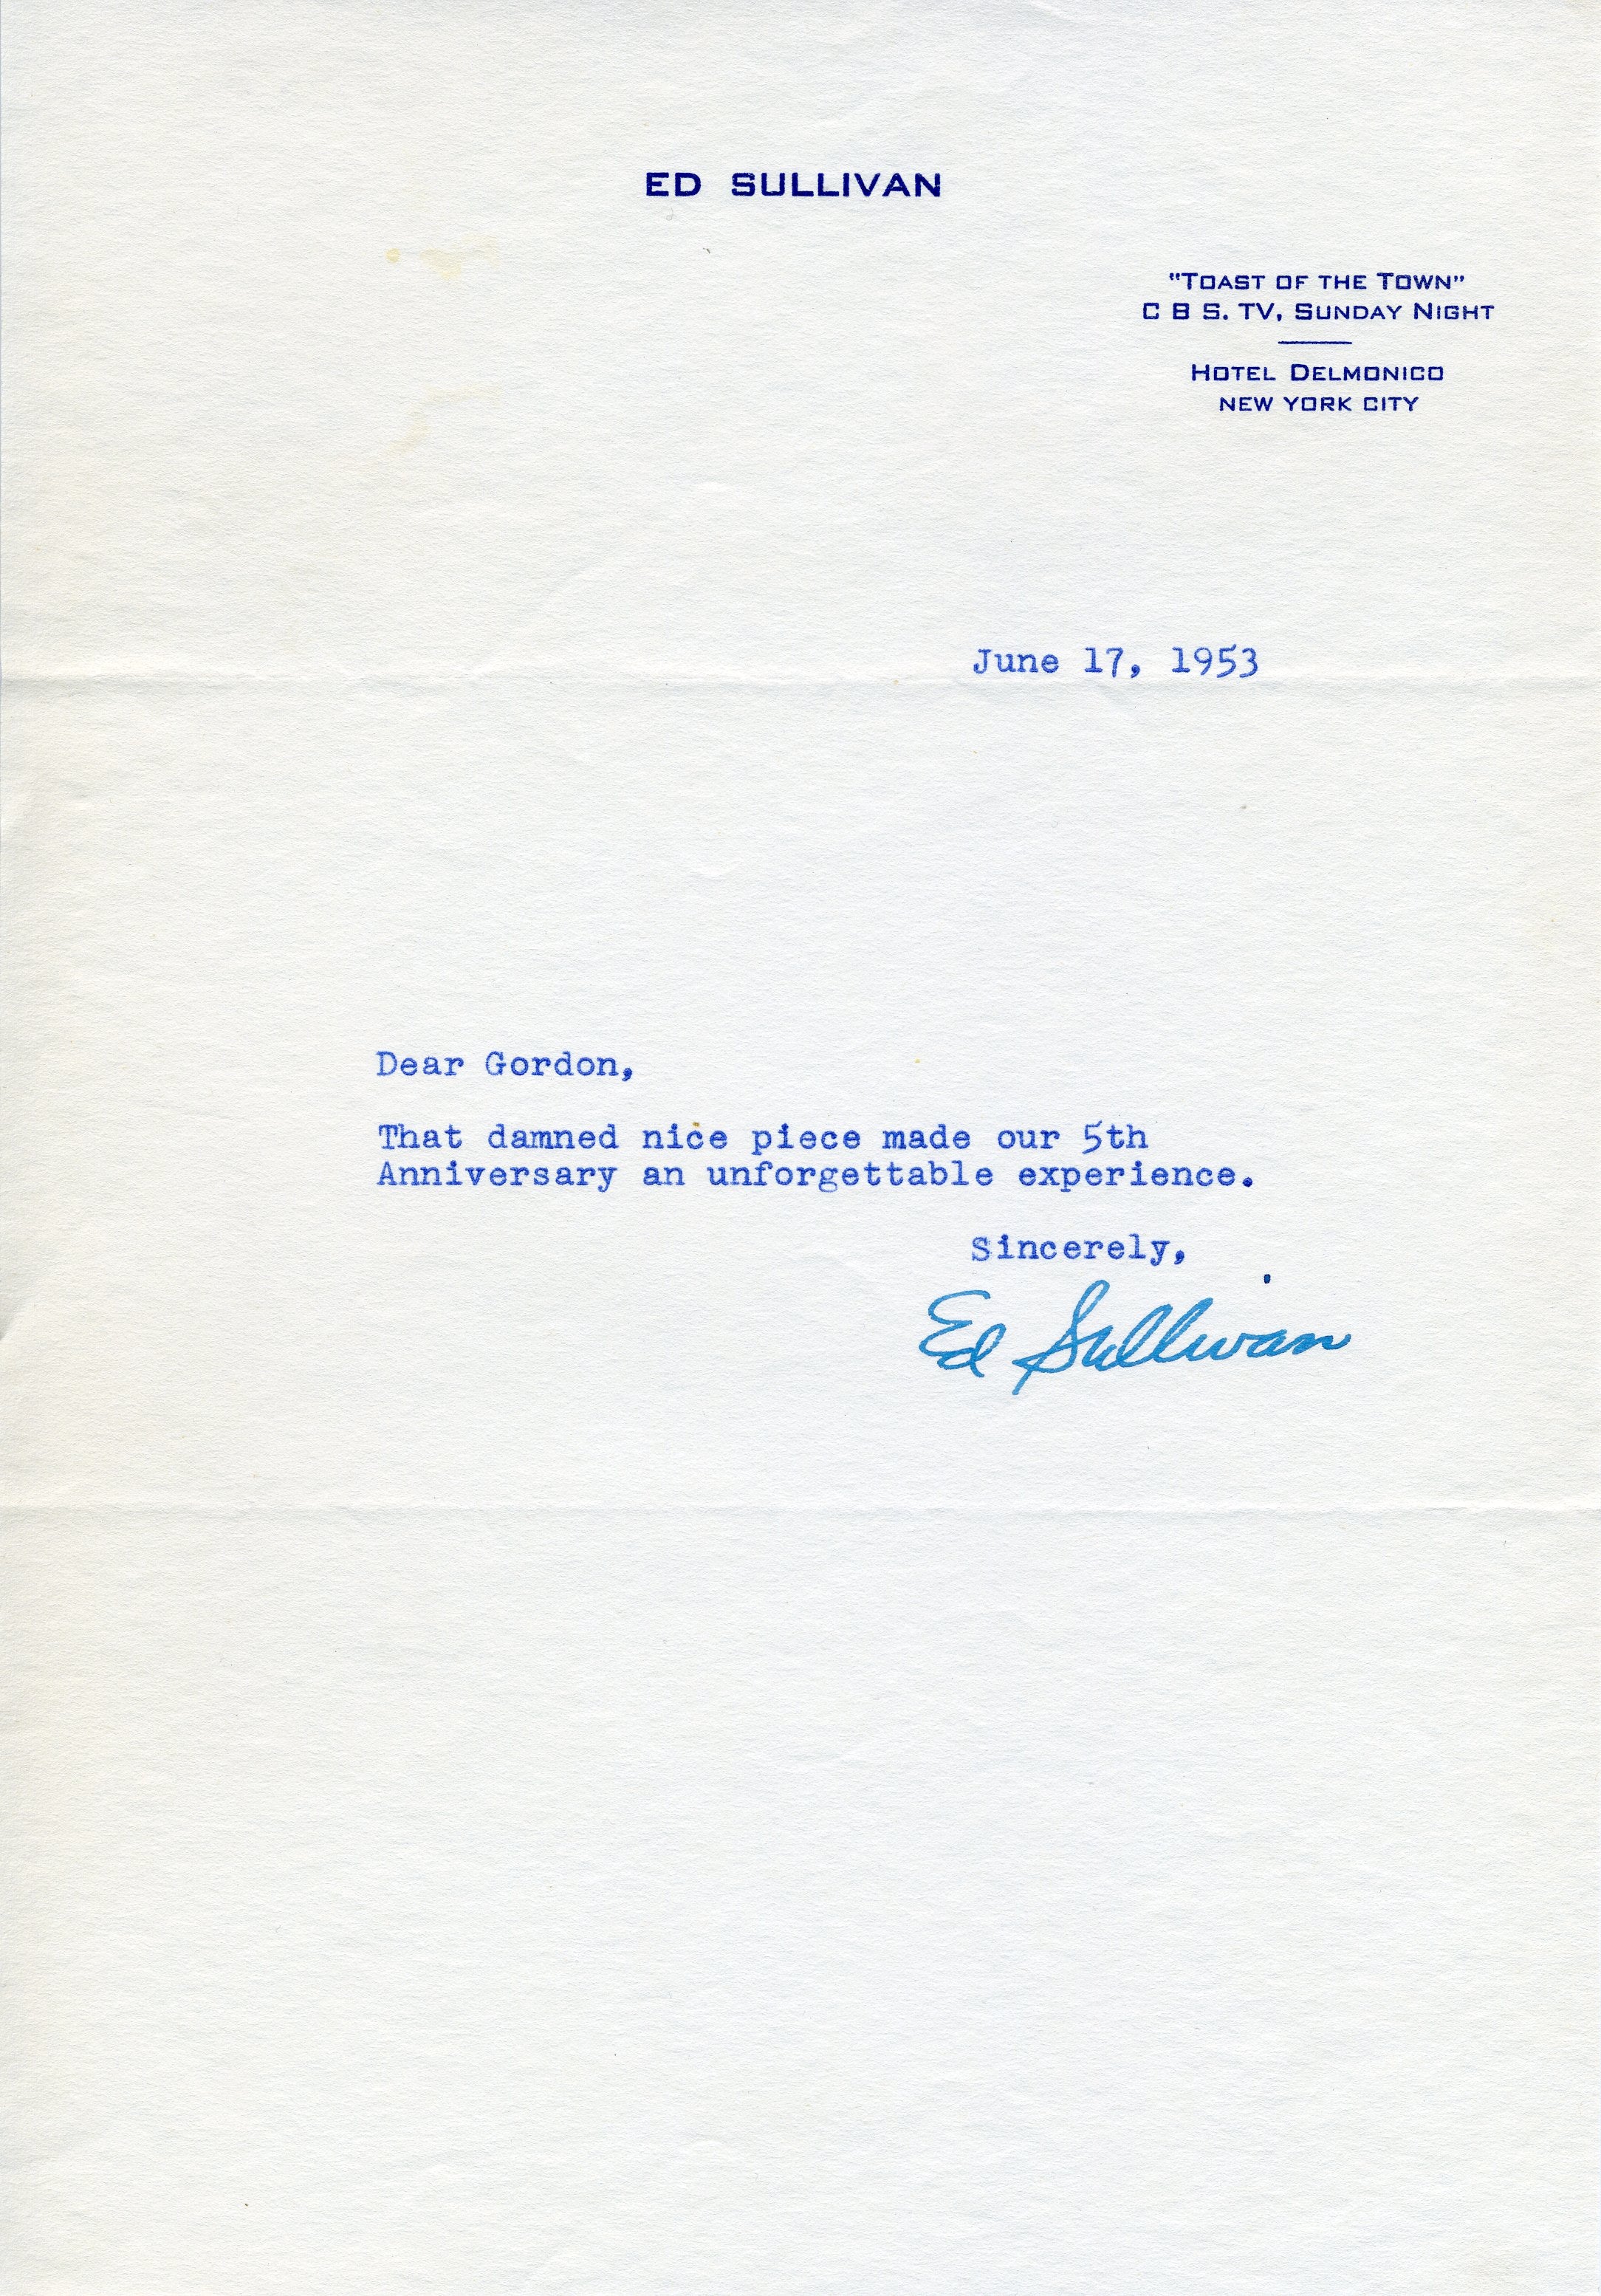 ED SULLIVAN
"TOAST OF THE TOWN"
C B S. TV, SUNDAY NIGHT
HOTEL DELMONICO
NEW YORK CITY
June 17, 1953
Dear Gordon,
That damned nice piece made our 5th
Anniversary an unforgettable experience.
Sincerely,
Ed Sullivan